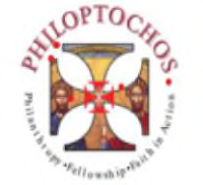 PHILOPTOCHOS
Philanthropy • Fellowship • Faith in Action